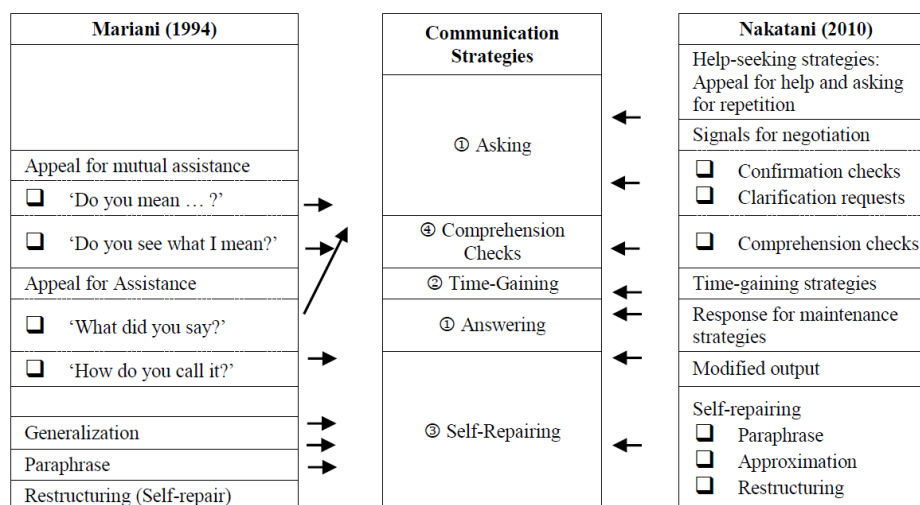 Mariani (1994)
Appeal for mutual assistance
❑ ‘Do you mean … ?’
❑ ‘Do you see what I mean?’
Appeal for Assistance
❑ ‘What did you say?’
❑ ‘How do you call it?’
Generalization
Paraphrase
Restructuring (Self-repair)
Communication
Strategies
① Asking
④ Comprehension
Checks
② Time-Gaining
① Answering
③ Self-Repairing
Nakatani (2010)
Help-seeking strategies:
Appeal for help and asking
for repetition
Signals for negotiation
❑ Confirmation checks
❑ Clarification requests
❑ Comprehension checks
Time-gaining strategies
Response for maintenance
strategies
Modified output
Self-repairing
❑ Paraphrase
❑ Approximation
❑ Restructuring